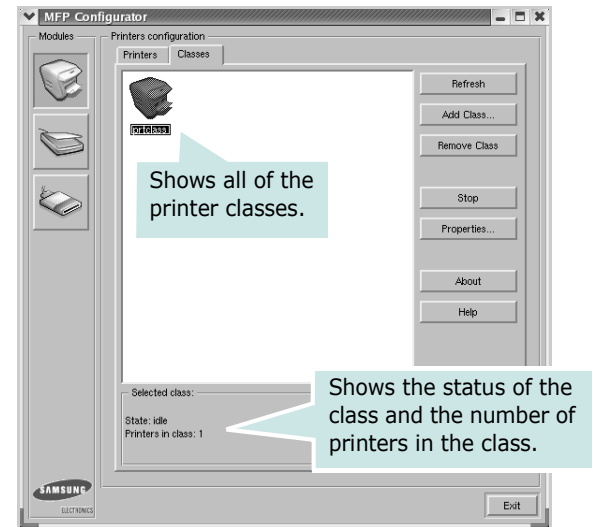 MFP Configurator
Modules
Printers configuration
Printers
Classes
prtclass1
Shows all of the
printer classes.
Refresh
Add Class...
Remove Class
Stop
Properties...
About
Help
Selected class:
State: idle
Printers in class: 1
Shows the status of the
class and the number of
printers in the class.
SAMSUNG
ELECTRONICS
Exit